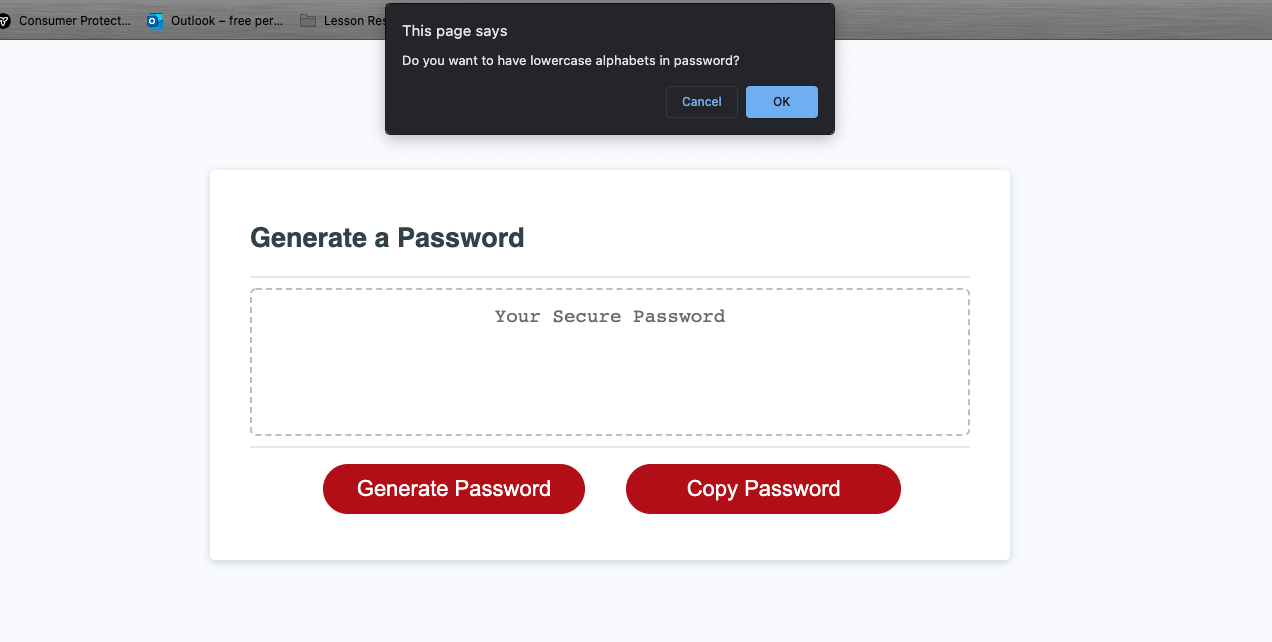 Consumer Protect... Outlook – free per... Lesson Res
This page says
Do you want to have lowercase alphabets in password?
Cancel OK
Generate a Password
Your Secure Password
Generate Password Copy Password